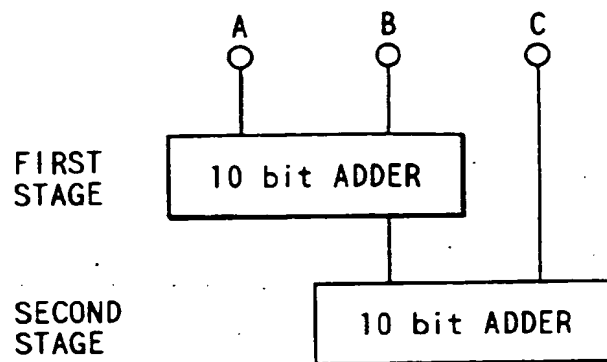 A B C
FIRST
STAGE
10 bit ADDER
SECOND
STAGE
10 bit ADDER